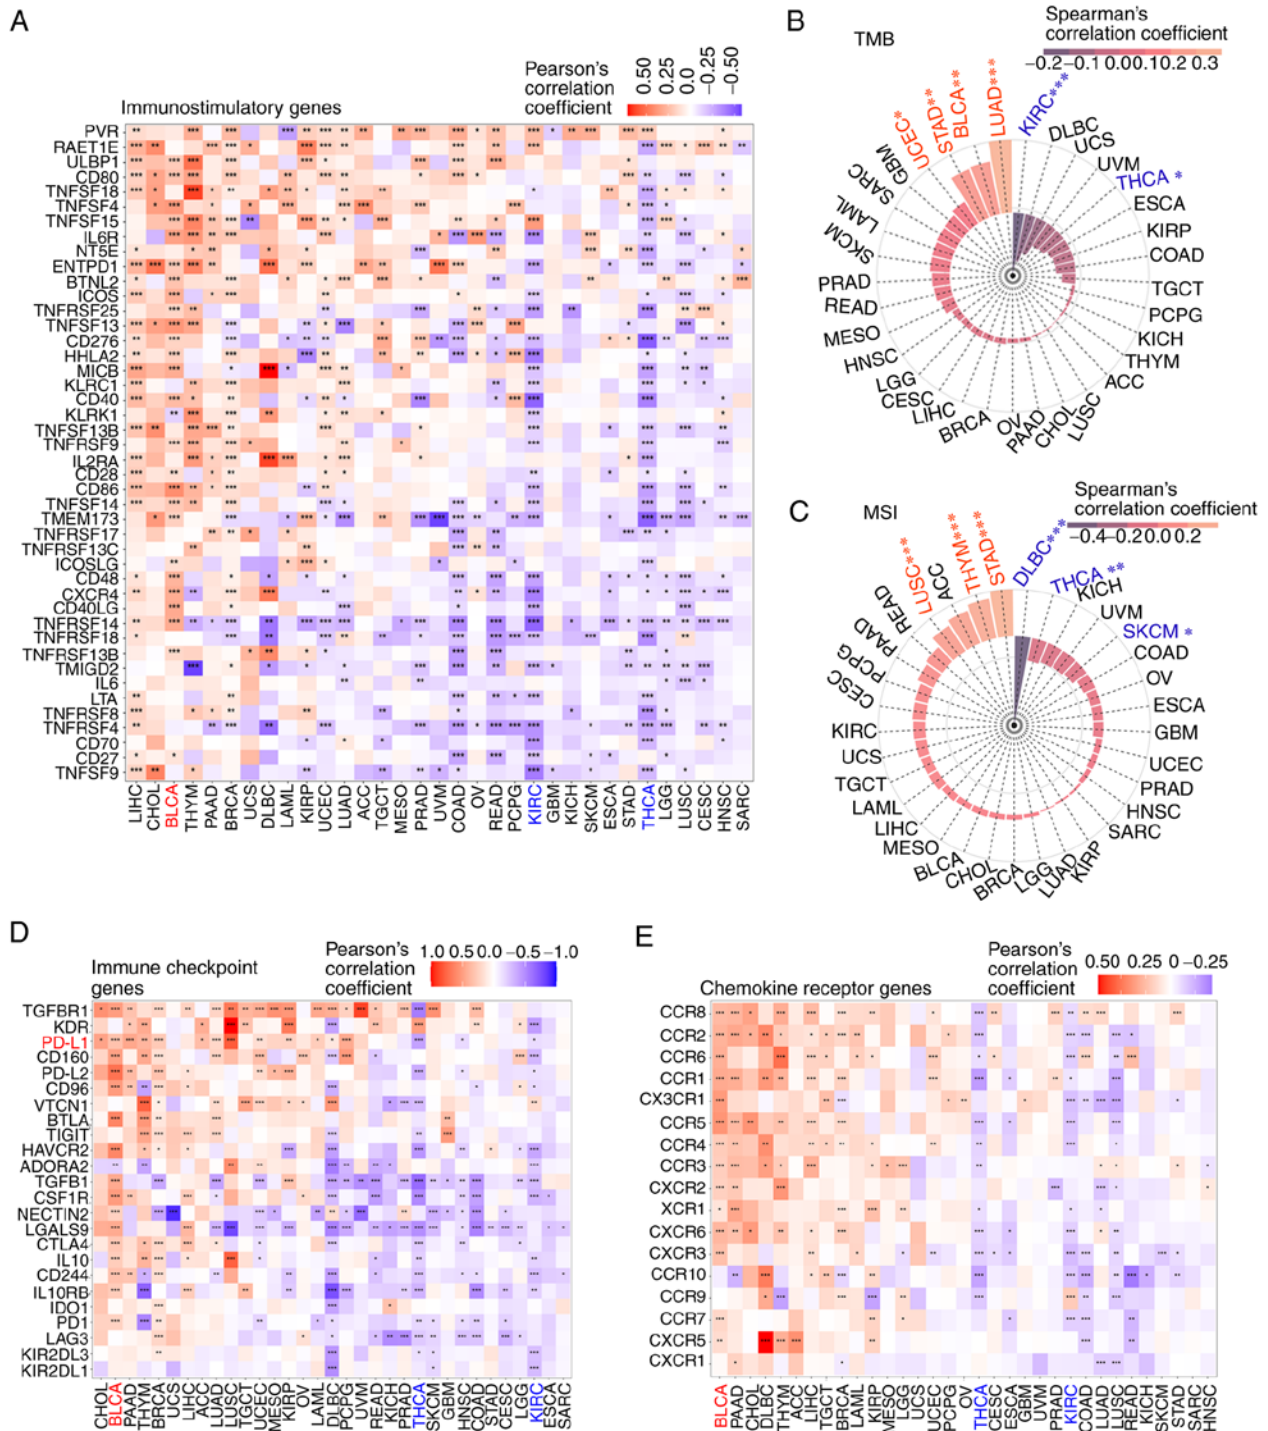 A
Immunostimulatory genes
Pearson's
correlation
coefficient
0.50
0.25
0.0
−0.25
−0.50
PVR
RAET1E
ULBP1
CD80
TNFSF18
TNFSF4
TNFSF15
IL6R
NT5E
ENTPD1
BTNL2
ICOS
TNFRSF25
TNFSF13
CD276
HHLA2
MICB
KLRC1
CD40
KLRK1
TNFSF13B
TNFRSF9
IL2RA
CD28
CD86
TNFSF14
TMEM173
TNFRSF17
TNFRSF13C
ICOSLG
CD48
CXCR4
CD40LG
TNFRSF14
TNFRSF18
TNFRSF13B
TMIGD2
IL6
LTA
TNFRSF8
TNFRSF4
CD70
CD27
TNFSF9
LIHC
CHOL
BLCA
THYM
PAAD
BRCA
UCS
DLBC
LAML
KIRP
UCEC
LUAD
ACC
TGCT
MESO
PRAD
UVM
COAD
OV
READ
PCPG
KIRC
GBM
KICH
SKCM
ESCA
STAD
THCA
LGG
LUSC
CESC
HNSC
SARC
B
TMB
Spearman's
correlation coefficient
−0.2−0.1 0.00.10.2 0.3
KIRC***
DLBC
UCS
UVM
THCA *
ESCA
KIRP
COAD
TGCT
PCPG
KICH
THYM
ACC
LUSC
CHOL
PAAD
OV
BRCA
LIHC
CESC
LGG
HNSC
MESO
READ
PRAD
SKCM
LAML
SARC
GBM
UCEC*
STAD**
BLCA**
LUAD***
C
MSI
Spearman's
correlation coefficient
−0.4−0.20.0 0.2
DLBC***
THCA **
KICH
UVM
SKCM *
COAD
OV
ESCA
GBM
UCEC
PRAD
HNSC
SARC
KIRP
LUAD
LGG
BRCA
CHOL
BLCA
MESO
LIHC
LAML
TGCT
UCS
KIRC
CESC
PCPG
PAAD
READ
LUSC***
ACC
THYM***
STAD***
D
Immune checkpoint
genes
Pearson's
correlation
coefficient
1.0 0.50 0.0 −0.5 −1.0
TGFBR1
KDR
PD-L1
CD160
PD-L2
CD96
VTCN1
BTLA
TIGIT
HAVCR2
ADORA2
TGFB1
CSF1R
NECTIN2
LGALS9
CTLA4
IL10
CD244
IL10RB
IDO1
PD1
LAG3
KIR2DL3
KIR2DL1
CHOL
BLCA
PAAD
THYM
BRCA
UCS
LIHC
ACC
LUAD
LUSC
TGCT
UCEC
MESO
KIRP
OV
LAML
DLBC
PCPG
UVM
READ
KICH
PRAD
THCA
SKCM
GBM
HNSC
COAD
STAD
CESC
LGG
KIRC
ESCA
SARC
E
Chemokine receptor genes
Pearson's
correlation
coefficient
0.50 0.25 0 −0.25
CCR8
CCR2
CCR6
CCR1
CX3CR1
CCR5
CCR4
CCR3
CXCR2
XCR1
CXCR6
CXCR3
CCR10
CCR9
CCR7
CXCR5
CXCR1
BLCA
PAAD
CHOL
DLBC
THYM
ACC
LIHC
TGCT
BRCA
LAML
KIRP
MESO
LGG
UCS
UCEC
PCPG
OV
THCA
CESC
ESCA
GBM
UVM
PRAD
KIRC
COAD
LUAD
LUSC
READ
KICH
SKCM
STAD
SARC
HNSC